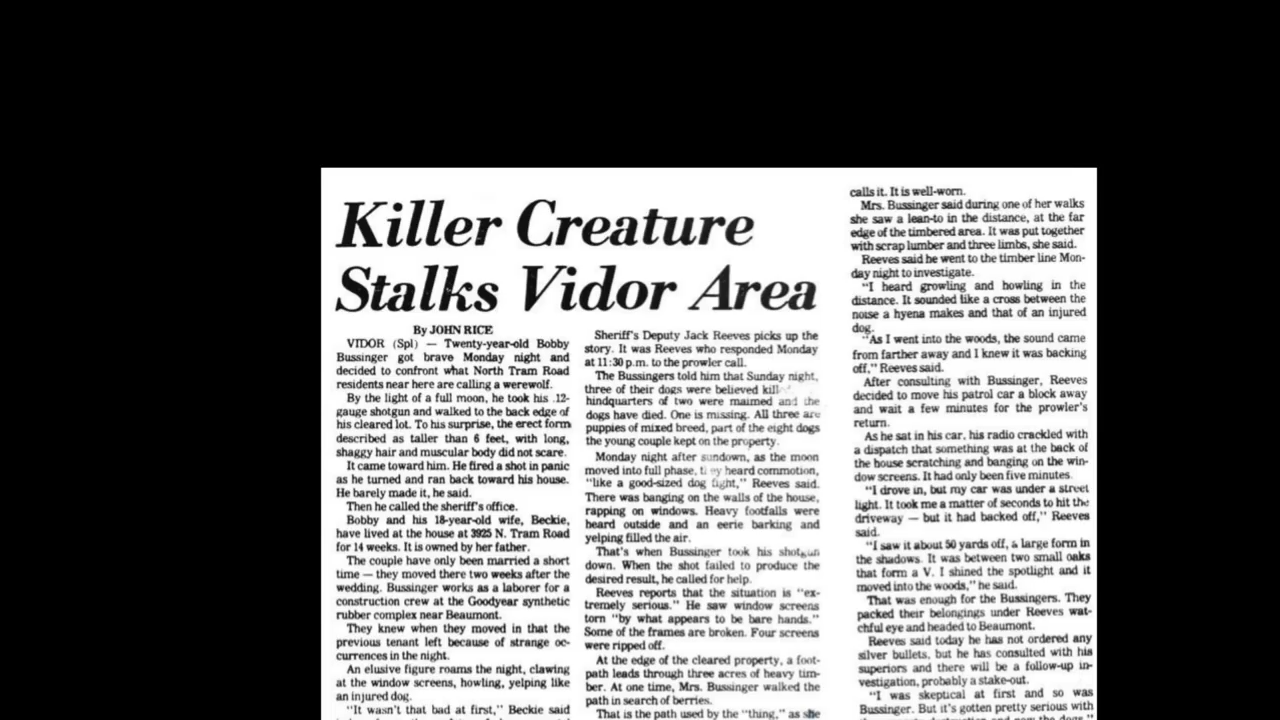 Killer Creature
Stalks Vidor Area
By JOHN RICE
VIDOR (Spl) — Twenty-year-old Bobby
Bussinger got brave Monday night and
decided to confront what North Tram Road
residents near here are calling a werewolf.
By the light of a full moon, he took his .12-
gauge shotgun and walked to the back edge of
his cleared lot. To his surprise, the erect form
described as taller than 6 feet, with long,
shaggy hair and muscular body did not scare.
It came toward him. He fired a shot in panic
as he turned and ran back toward his house.
He barely made it, he said.
Then he called the sheriff's office.
Bobby and his 18-year-old wife, Beckie,
have lived at the house at 3925 N. Tram Road
for 14 weeks. It is owned by her father.
The couple have only been married a short
time — they moved there two weeks after the
wedding. Bussinger works as a laborer for a
construction crew at the Goodyear synthetic
rubber complex near Beaumont.
They knew when they moved in that the
previous tenant left because of strange oc-
currences in the night.
An elusive figure roams the night, clawing
at the window screens, howling, yelping like
an injured dog.
"It wasn't that bad at first," Beckie said
Sheriff's Deputy Jack Reeves picks up the
story. It was Reeves who responded Monday
at 11:30 p.m. to the prowler call.
The Bussingers told him that Sunday night,
three of their dogs were believed
hindquarters of two were maimed and the
dogs have died. One is missing. All three are
puppies of mixed breed, part of the eight dogs
the young couple kept on the property.
Monday night after sundown, as the moon
moved into full phase, they heard commotion,
"like a good-sized dog fight," Reeves said.
There was banging on the walls of the house,
rapping on windows. Heavy footfalls were
heard outside and an eerie barking and
yelping filled the air.
That's when Bussinger took his shotgun
down. When the shot failed to produce the
desired result, he called for help.
Reeves reports that the situation is "ex-
tremely serious." He saw window screens
torn "by what appears to be bare hands."
Some of the frames are broken. Four screens
were ripped off.
At the edge of the cleared property, a foot-
path leads through three acres of heavy tim-
ber. At one time, Mrs. Bussinger walked the
path in search of berries.
That is the path used by the "thing," as she
calls it. It is well-worn.
Mrs. Bussinger said during one of her walks
she saw a lean-to in the distance, at the far
edge of the timbered area. It was put together
with scrap lumber and three limbs, she said.
Reeves said he went to the timber line Mon-
day night to investigate.
"I heard growling and howling in the
distance. It sounded like a cross between the
noise a hyena makes and that of an injured
dog.
"As I went into the woods, the sound came
from farther away and I knew it was backing
off," Reeves said.
After consulting with Bussinger, Reeves
decided to move his patrol car a block away
and wait a few minutes for the prowler's
return.
As he sat in his car, his radio crackled with
a dispatch that something was at the back of
the house scratching and banging on the win-
dow screens. It had only been five minutes.
"I drove in, but my car was under a street
light. It took me a matter of seconds to hit the
driveway — but it had backed off," Reeves
said.
"I saw it about 50 yards off, a large form in
the shadows. It was between two small oaks
that form a V. I shined the spotlight and it
moved into the woods," he said.
That was enough for the Bussingers. They
packed their belongings under Reeves wat-
chful eye and headed to Beaumont.
Reeves said today he has not ordered any
silver bullets, but he has consulted with his
superiors and there will be a follow-up in-
vestigation, probably a stake-out.
"I was skeptical at first and so was
Bussinger. But it's gotten pretty serious with